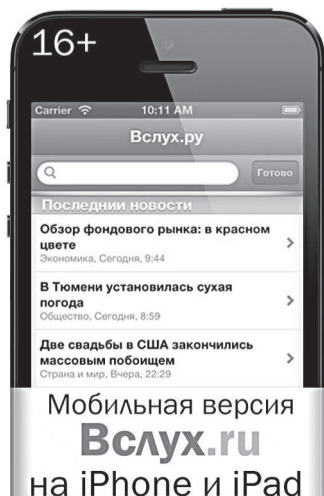 16+
Carrier 10:11 AM
Вслух.ру
Готово
Последнии новости
Обзор фондового рынка: в красном
цвете
Экономика, Сегодня, 9:44
В Тюмени установилась сухая
погода
Общество, Сегодня, 8:59
Две свадьбы в США закончились
массовым побоищем
Страна и мир, Вчера, 22:29
Мобильная версия
Вслух.ru
на iPhone и iPad